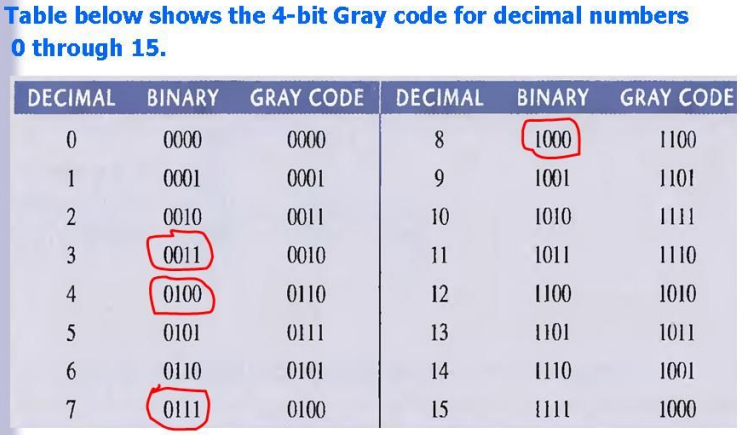 Table below shows the 4-bit Gray code for decimal numbers
0 through 15.
DECIMAL BINARY GRAY CODE DECIMAL BINARY GRAY CODE
0 0000 0000 8 1000 1100
1 0001 0001 9 1001 1101
2 0010 0011 10 1010 1111
3 0011 0010 11 1011 1110
4 0100 0110 12 1100 1010
5 0101 0111 13 1101 1011
6 0110 0101 14 1110 1001
7 0111 0100 15 1111 1000